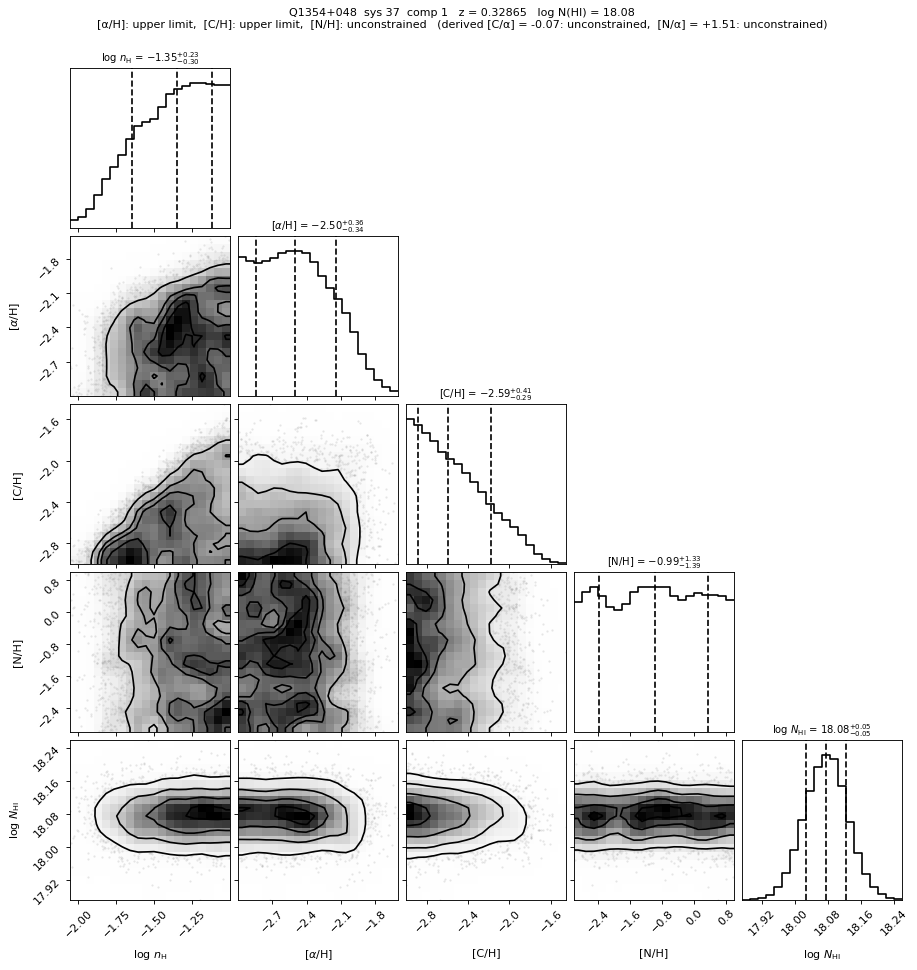 Q1354+048 sys 37 comp 1 z = 0.32865 log N(HI) = 18.08
[α/H]: upper limit, [C/H]: upper limit, [N/H]: unconstrained (derived [C/α] = -0.07: unconstrained, [N/α] = +1.51: unconstrained)
log n_H = −1.35^{+0.23}_{−0.30}
[α/H] = −2.50^{+0.36}_{−0.34}
−1.8
−2.1
−2.4
−2.7
[α/H]
[C/H] = −2.59^{+0.41}_{−0.29}
−1.6
−2.0
−2.4
−2.8
[C/H]
[N/H] = −0.99^{+1.33}_{−1.39}
0.8
0.0
−0.8
−1.6
−2.4
[N/H]
log N_HI = 18.08^{+0.05}_{−0.05}
18.24
18.16
18.08
18.00
17.92
log N_HI
−2.00 −1.75 −1.50 −1.25
−2.7 −2.4 −2.1 −1.8
−2.8 −2.4 −2.0 −1.6
−2.4 −1.6 −0.8 0.0 0.8
17.92 18.00 18.08 18.16 18.24
log n_H [α/H] [C/H] [N/H] log N_HI